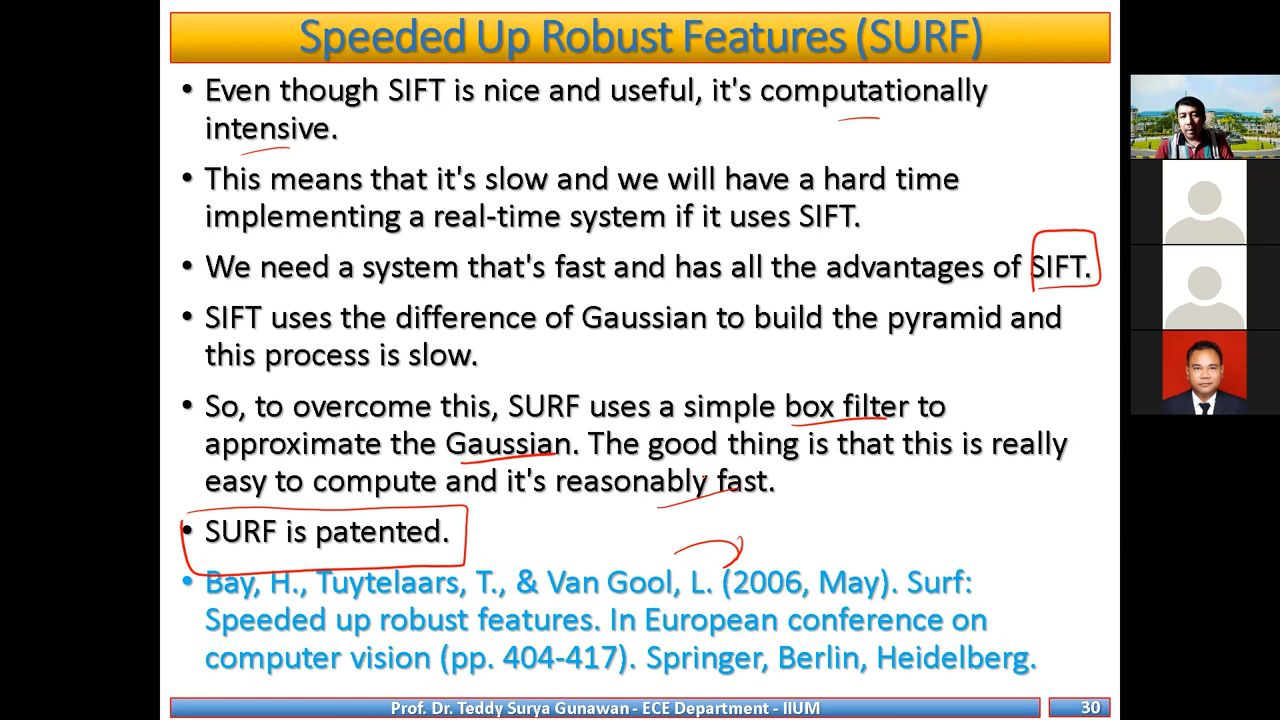 Speeded Up Robust Features (SURF)
• Even though SIFT is nice and useful, it's computationally
intensive.
• This means that it's slow and we will have a hard time
implementing a real-time system if it uses SIFT.
• We need a system that's fast and has all the advantages of SIFT.
• SIFT uses the difference of Gaussian to build the pyramid and
this process is slow.
• So, to overcome this, SURF uses a simple box filter to
approximate the Gaussian. The good thing is that this is really
easy to compute and it's reasonably fast.
• SURF is patented.
• Bay, H., Tuytelaars, T., & Van Gool, L. (2006, May). Surf:
Speeded up robust features. In European conference on
computer vision (pp. 404-417). Springer, Berlin, Heidelberg.
Prof. Dr. Teddy Surya Gunawan - ECE Department - IIUM
30